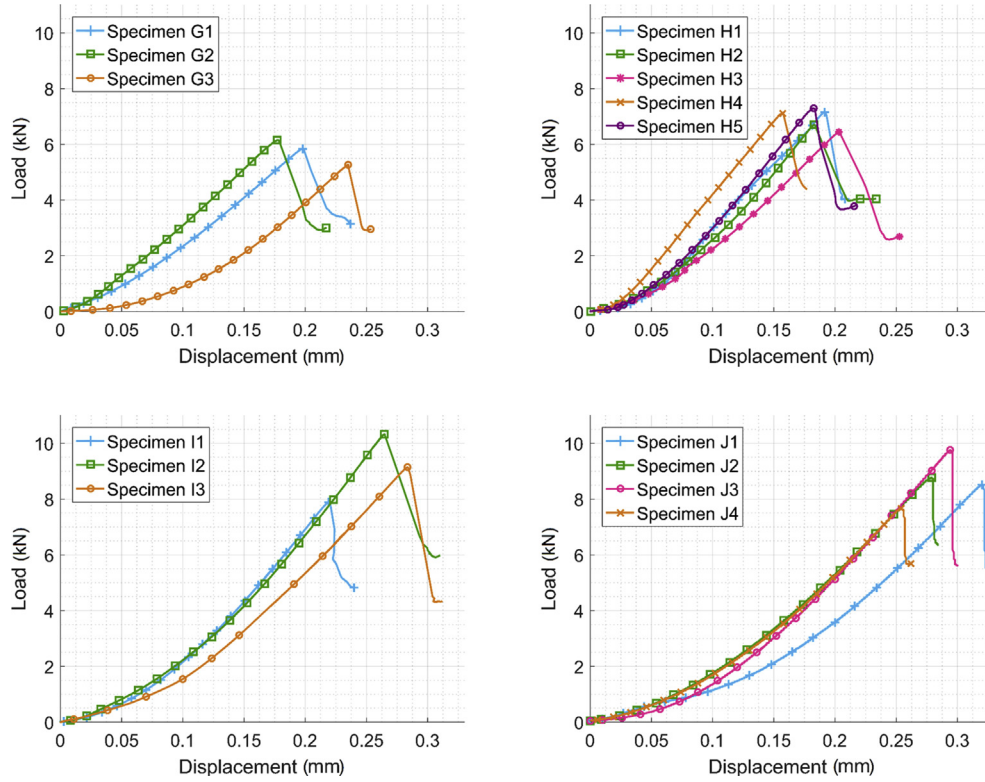 10
8
6
4
2
0
Load (kN)
Specimen G1
Specimen G2
Specimen G3
0 0.05 0.1 0.15 0.2 0.25 0.3
Displacement (mm)
10
8
6
4
2
0
Load (kN)
Specimen H1
Specimen H2
Specimen H3
Specimen H4
Specimen H5
0 0.05 0.1 0.15 0.2 0.25 0.3
Displacement (mm)
10
8
6
4
2
0
Load (kN)
Specimen I1
Specimen I2
Specimen I3
0 0.05 0.1 0.15 0.2 0.25 0.3
Displacement (mm)
10
8
6
4
2
0
Load (kN)
Specimen J1
Specimen J2
Specimen J3
Specimen J4
0 0.05 0.1 0.15 0.2 0.25 0.3
Displacement (mm)